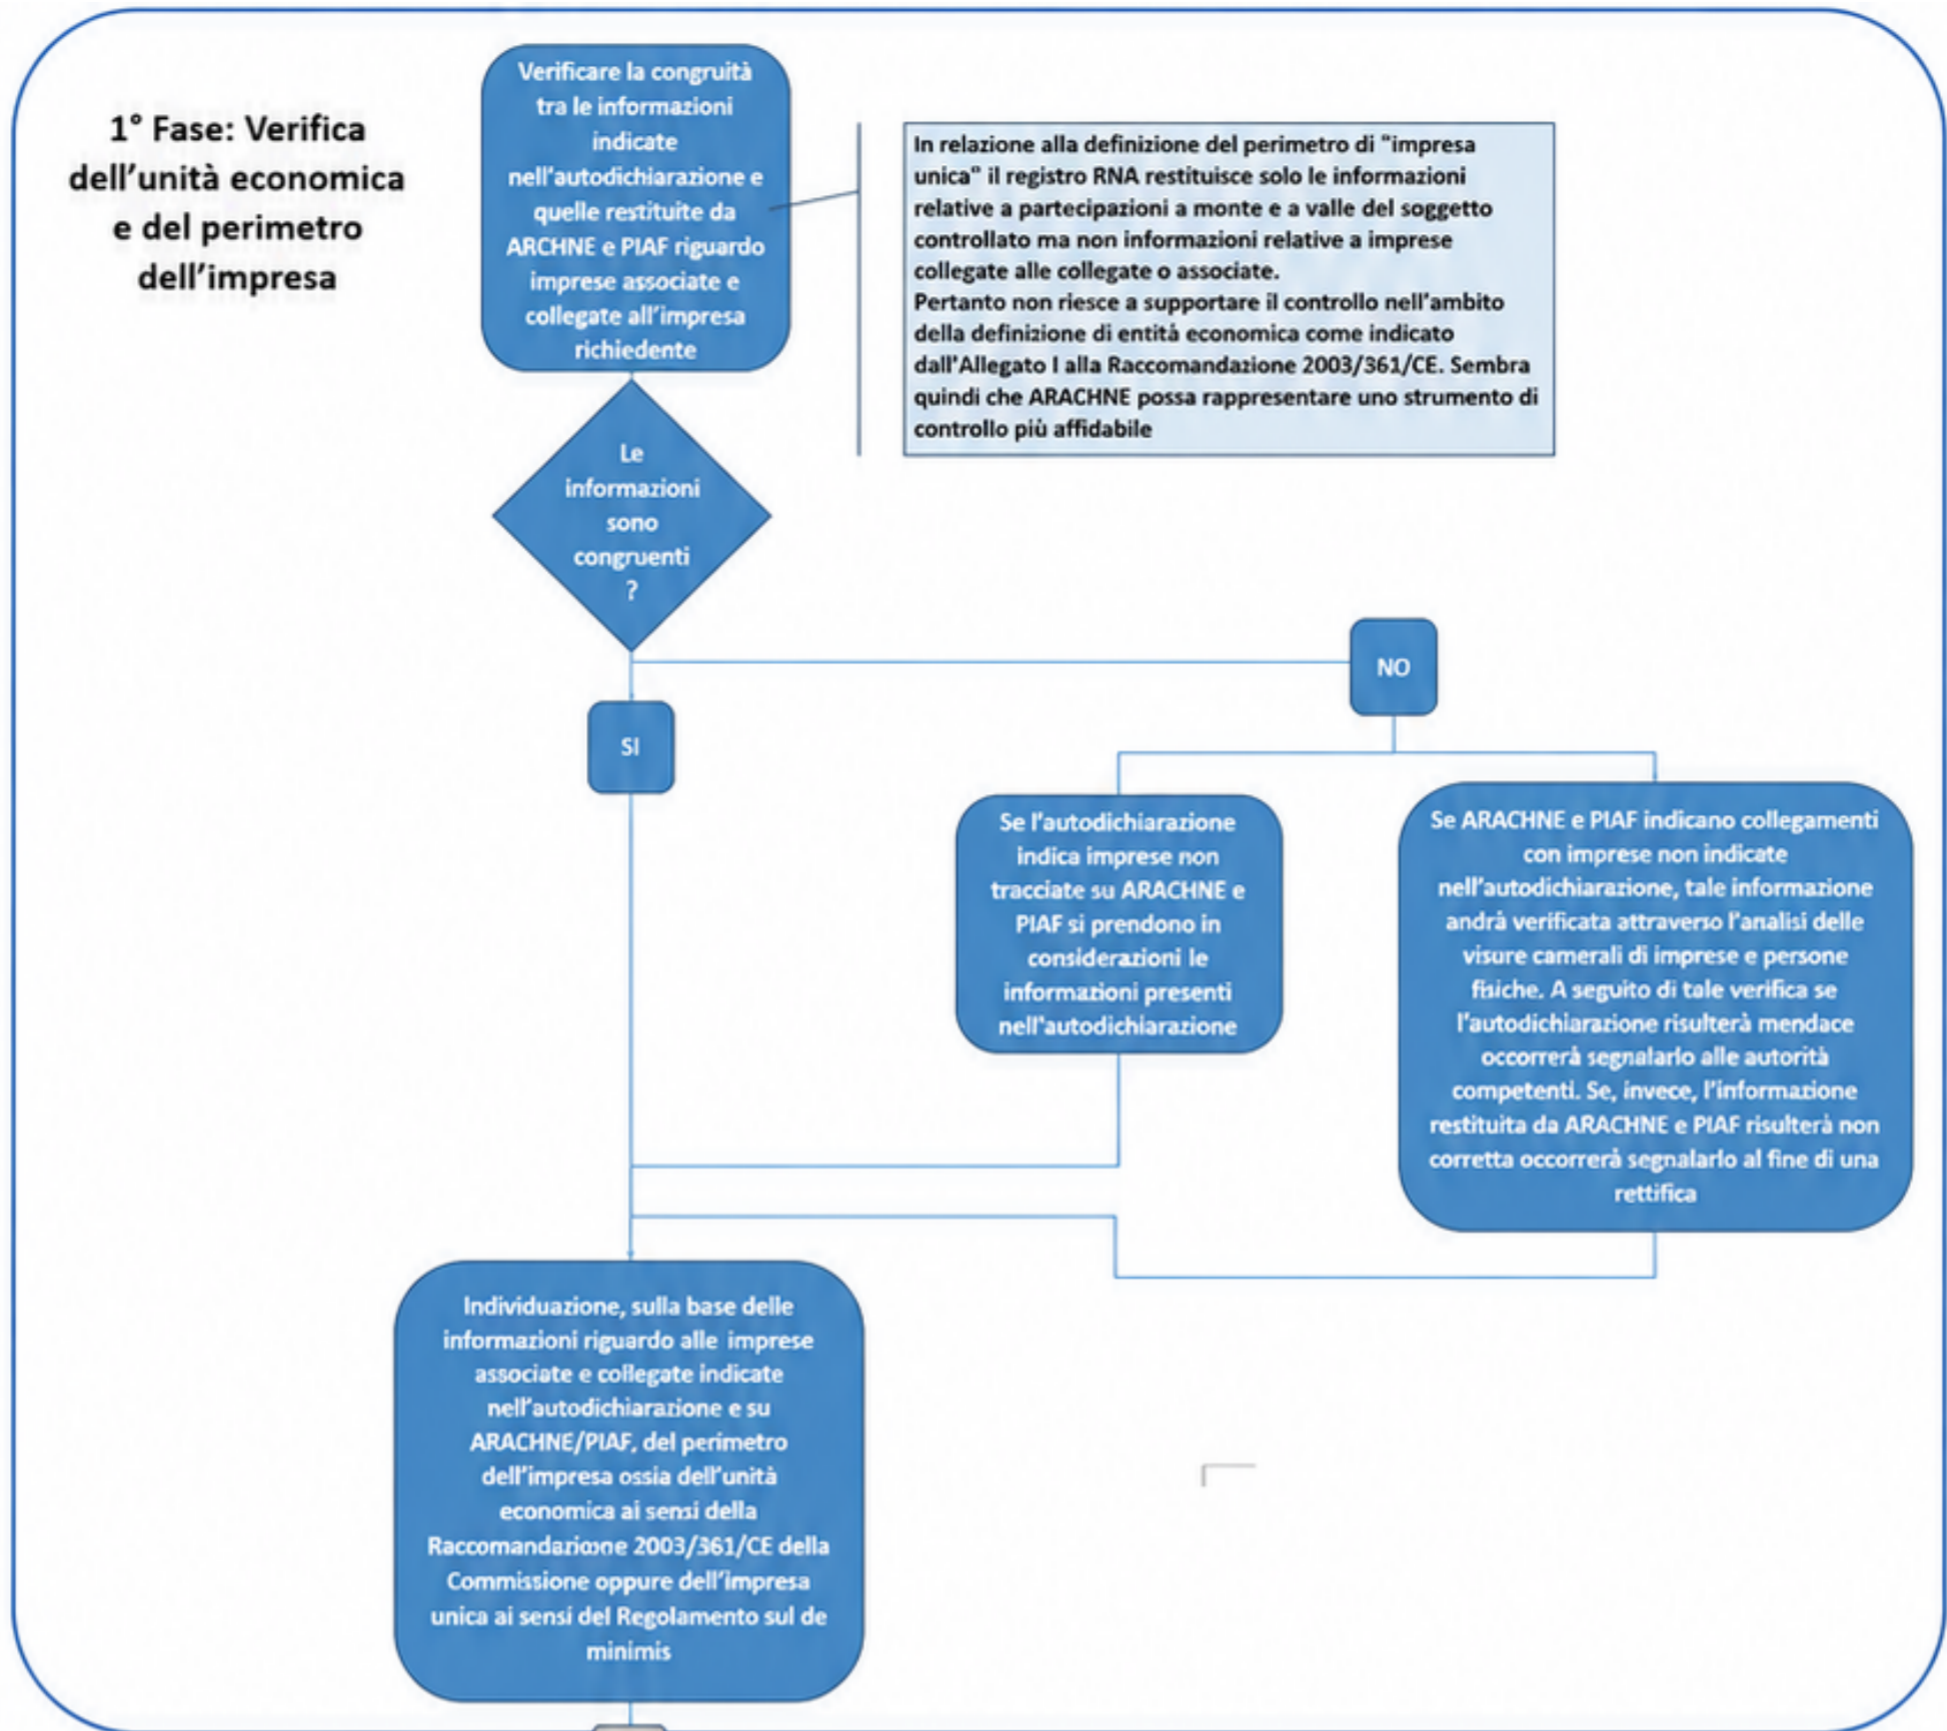 1° Fase: Verifica
dell'unità economica
e del perimetro
dell'impresa
Verificare la congruità
tra le informazioni
indicate
nell'autodichiarazione e
quelle restituite da
ARCHNE e PIAF riguardo
imprese associate e
collegate all'impresa
richiedente
In relazione alla definizione del perimetro di "impresa
unica" il registro RNA restituisce solo le informazioni
relative a partecipazioni a monte e a valle del soggetto
controllato ma non informazioni relative a imprese
collegate alle collegate o associate.
Pertanto non riesce a supportare il controllo nell'ambito
della definizione di entità economica come indicato
dall'Allegato I alla Raccomandazione 2003/361/CE. Sembra
quindi che ARACHNE possa rappresentare uno strumento di
controllo più affidabile
Le
informazioni
sono
congruenti
?
NO
SI
Se l'autodichiarazione
indica imprese non
tracciate su ARACHNE e
PIAF si prendono in
considerazioni le
informazioni presenti
nell'autodichiarazione
Se ARACHNE e PIAF indicano collegamenti
con imprese non indicate
nell'autodichiarazione, tale informazione
andrà verificata attraverso l'analisi delle
visure camerali di imprese e persone
fisiche. A seguito di tale verifica se
l'autodichiarazione risulterà mendace
occorrerà segnalarlo alle autorità
competenti. Se, invece, l'informazione
restituita da ARACHNE e PIAF risulterà non
corretta occorrerà segnalarlo al fine di una
rettifica
Individuazione, sulla base delle
informazioni riguardo alle imprese
associate e collegate indicate
nell'autodichiarazione e su
ARACHNE/PIAF, del perimetro
dell'impresa ossia dell'unità
economica ai sensi della
Raccomandazione 2003/361/CE della
Commissione oppure dell'impresa
unica ai sensi del Regolamento sul de
minimis